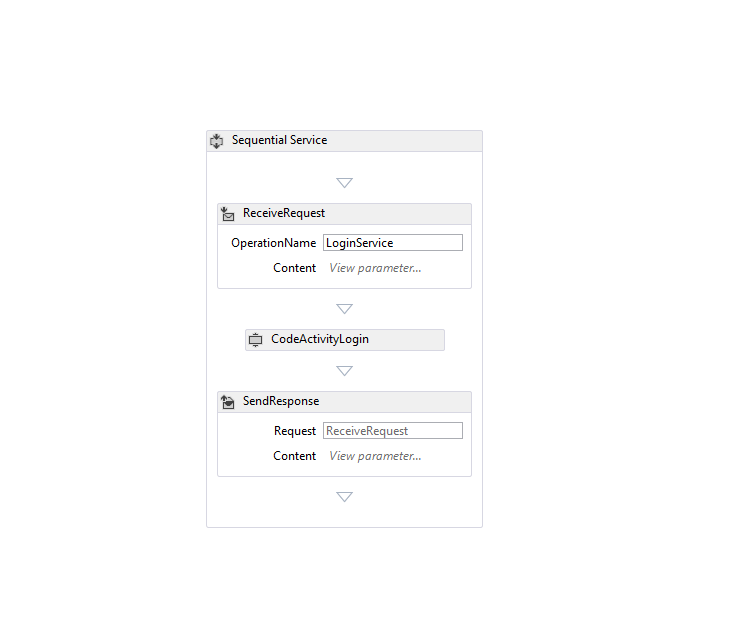 Sequential Service
ReceiveRequest
OperationName LoginService
Content View parameter...
CodeActivityLogin
SendResponse
Request ReceiveRequest
Content View parameter...